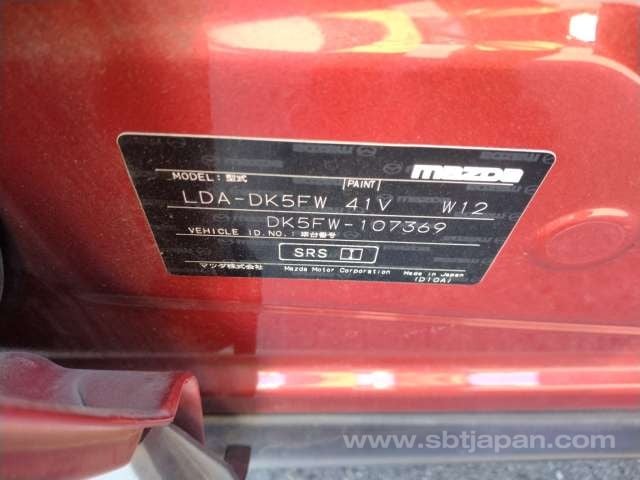 mazda
MODEL: 型式 PAINT
LDA-DK5FW 41V W12
DK5FW-107369
VEHICLE ID.NO.: 車台番号
SRS
マツダ株式会社 Mazda Motor Corporation Made in Japan
(D10A)
www.sbtjapan.com